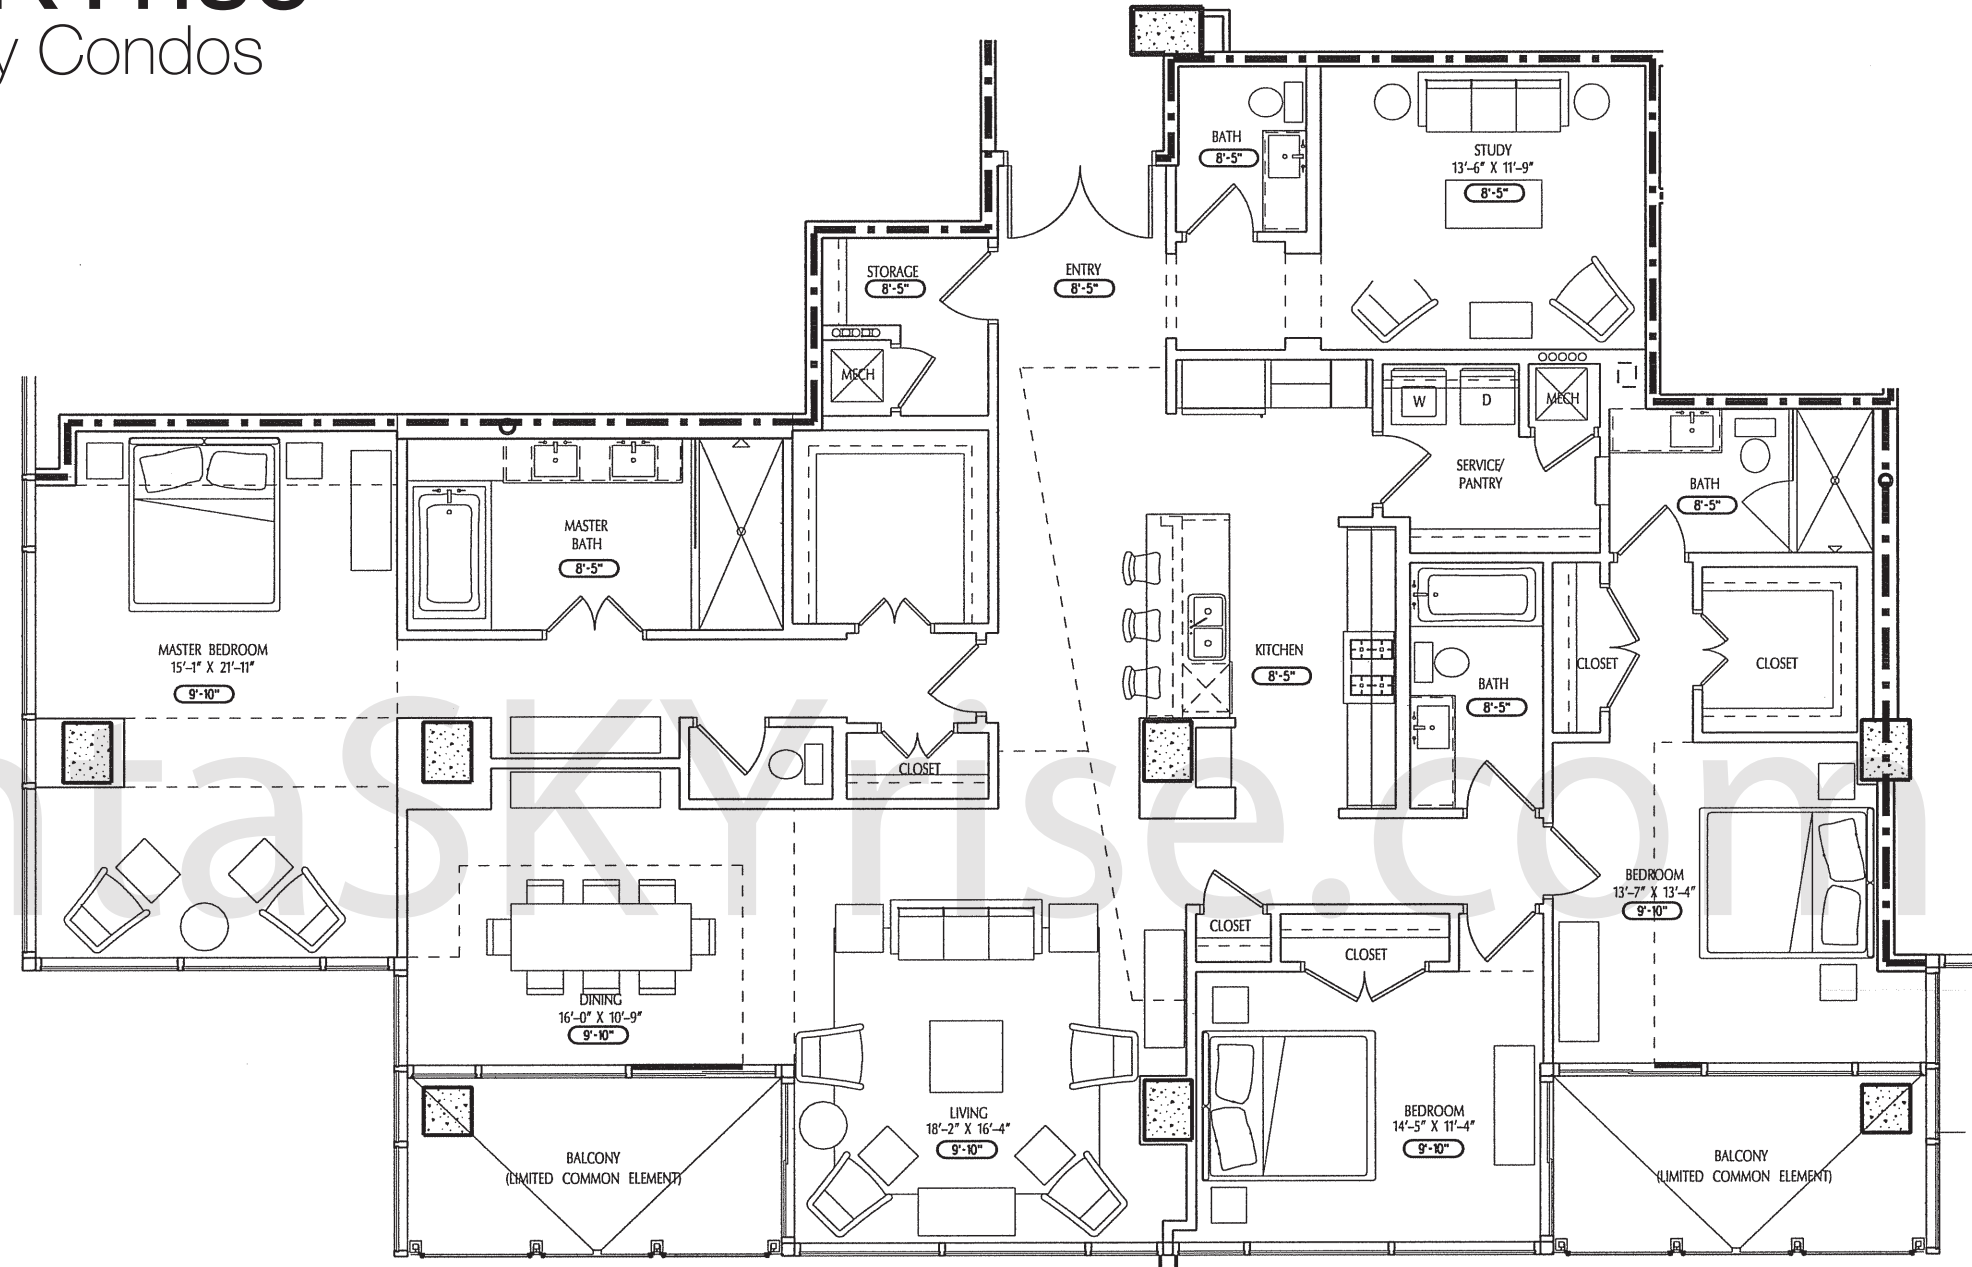 y Condos
BATH
8'-5"
STUDY
13'-6" X 11'-9"
8'-5"
STORAGE
8'-5"
ENTRY
8'-5"
MECH
W
D
MECH
SERVICE/
PANTRY
BATH
8'-5"
MASTER
BATH
8'-5"
MASTER BEDROOM
15'-1" X 21'-11"
9'-10"
KITCHEN
8'-5"
CLOSET
CLOSET
BATH
8'-5"
CLOSET
ntaSKYrise.com
BEDROOM
13'-7" X 13'-4"
9'-10"
CLOSET
CLOSET
DINING
16'-0" X 10'-9"
9'-10"
LIVING
18'-2" X 16'-4"
9'-10"
BEDROOM
14'-5" X 11'-4"
9'-10"
BALCONY
(LIMITED COMMON ELEMENT)
BALCONY
(LIMITED COMMON ELEMENT)